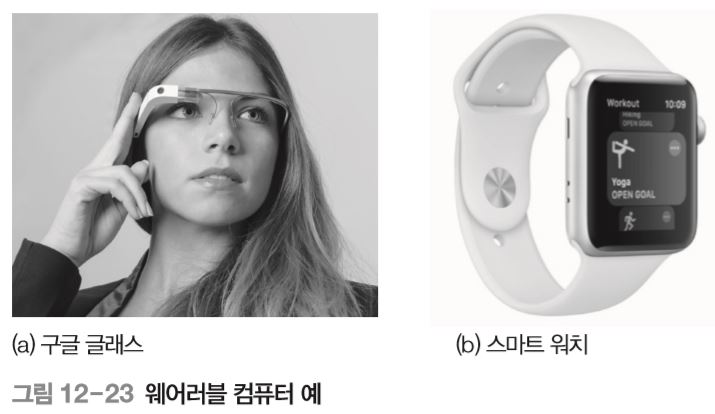 Workout 10:09
Hiking
OPEN GOAL
Yoga
OPEN GOAL
(a) 구글 글래스
(b) 스마트 워치
그림 12-23 웨어러블 컴퓨터 예